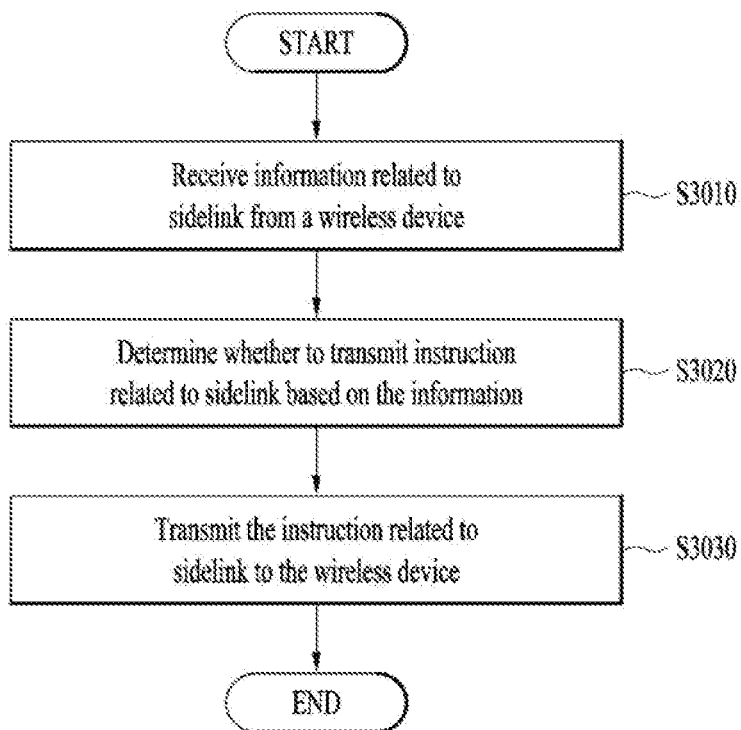 START
Receive information related to
sidelink from a wireless device
S3010
Determine whether to transmit instruction
related to sidelink based on the information
S3020
Transmit the instruction related to
sidelink to the wireless device
S3030
END